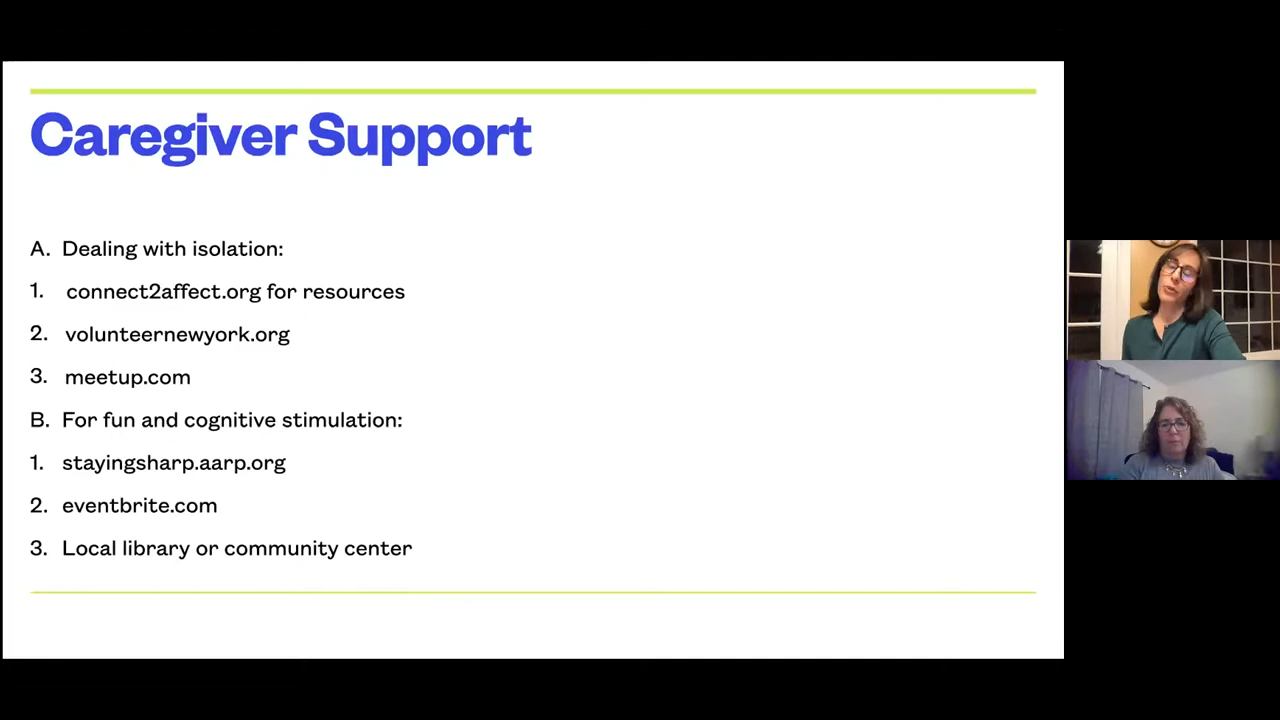 Caregiver Support
A. Dealing with isolation:
1. connect2affect.org for resources
2. volunteernewyork.org
3. meetup.com
B. For fun and cognitive stimulation:
1. stayingsharp.aarp.org
2. eventbrite.com
3. Local library or community center